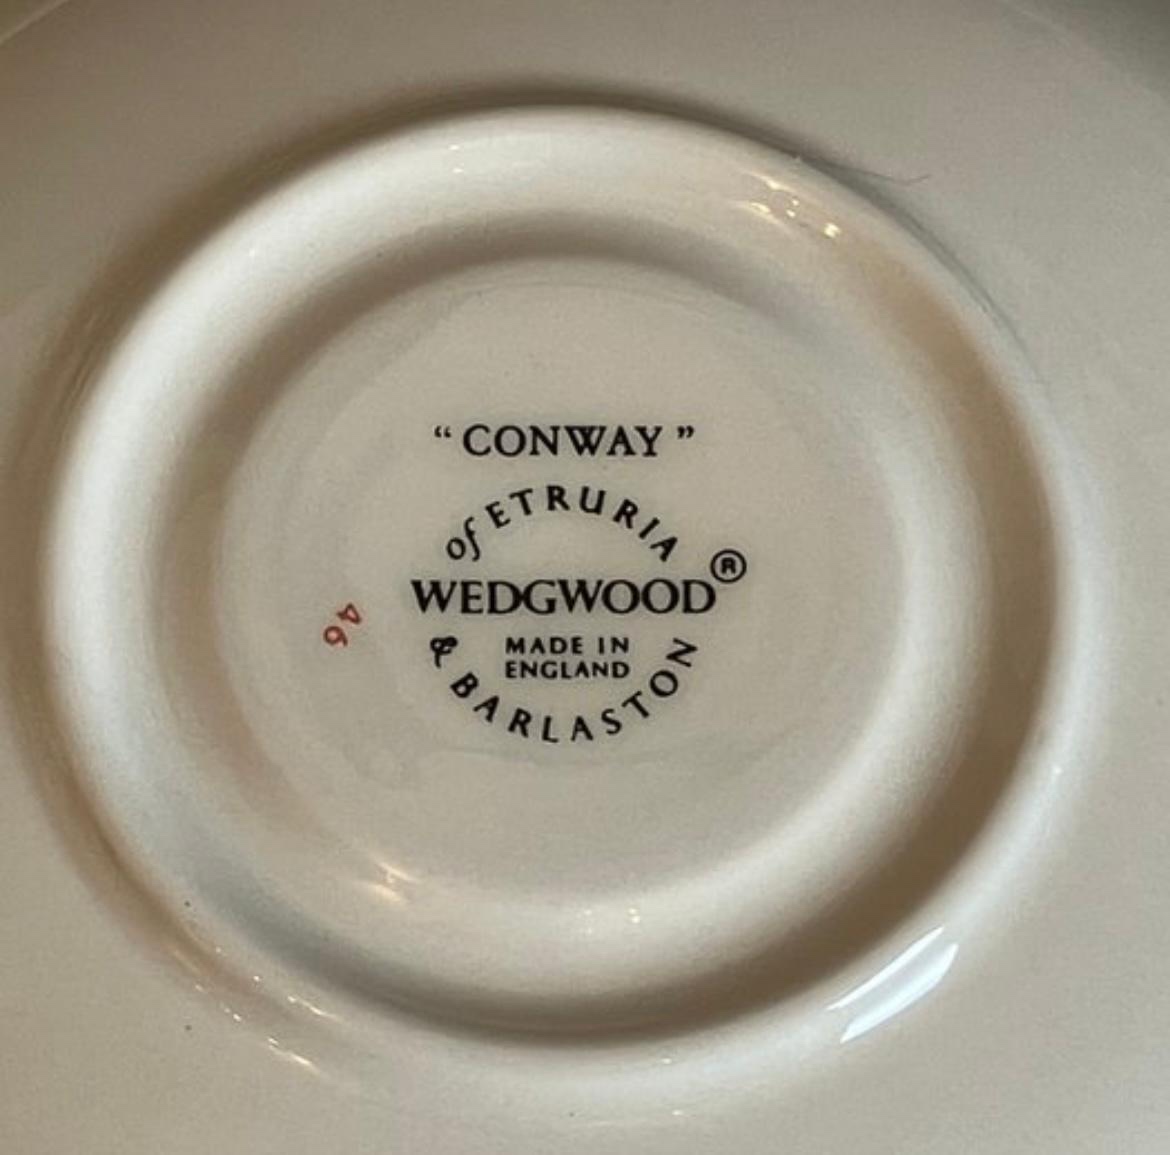 “ CONWAY ”
of ETRURIA
WEDGWOOD®
MADE IN
ENGLAND
& BARLASTON
46